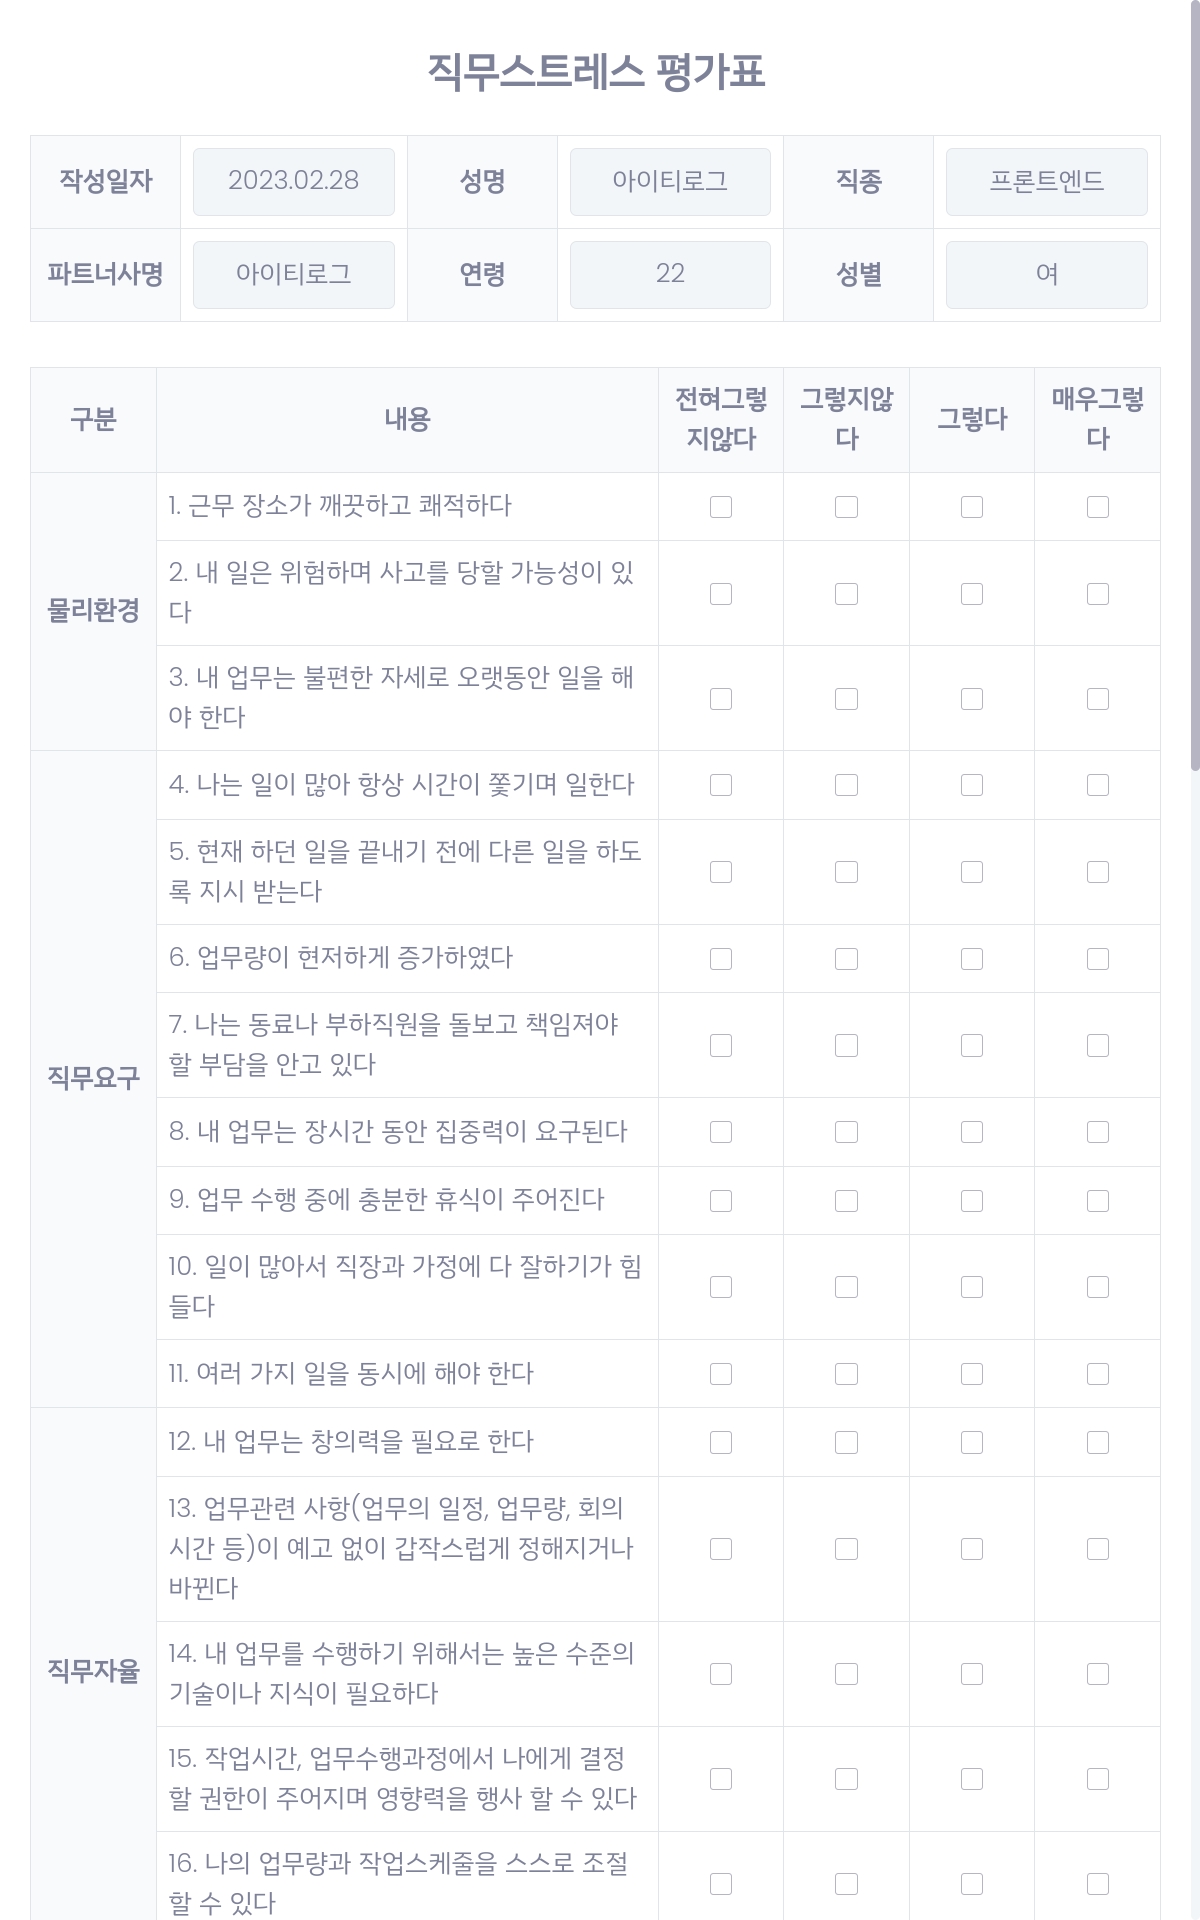 직무스트레스 평가표
작성일자 2023.02.28 성명 아이티로그 직종 프론트엔드
파트너사명 아이티로그 연령 22 성별 여
구분 내용 전혀그렇지않다 그렇지않다 그렇다 매우그렇다
물리환경
1. 근무 장소가 깨끗하고 쾌적하다
2. 내 일은 위험하며 사고를 당할 가능성이 있
다
3. 내 업무는 불편한 자세로 오랫동안 일을 해
야 한다
직무요구
4. 나는 일이 많아 항상 시간이 쫓기며 일한다
5. 현재 하던 일을 끝내기 전에 다른 일을 하도
록 지시 받는다
6. 업무량이 현저하게 증가하였다
7. 나는 동료나 부하직원을 돌보고 책임져야
할 부담을 안고 있다
8. 내 업무는 장시간 동안 집중력이 요구된다
9. 업무 수행 중에 충분한 휴식이 주어진다
10. 일이 많아서 직장과 가정에 다 잘하기가 힘
들다
11. 여러 가지 일을 동시에 해야 한다
직무자율
12. 내 업무는 창의력을 필요로 한다
13. 업무관련 사항(업무의 일정, 업무량, 회의
시간 등)이 예고 없이 갑작스럽게 정해지거나
바뀐다
14. 내 업무를 수행하기 위해서는 높은 수준의
기술이나 지식이 필요하다
15. 작업시간, 업무수행과정에서 나에게 결정
할 권한이 주어지며 영향력을 행사 할 수 있다
16. 나의 업무량과 작업스케줄을 스스로 조절
할 수 있다